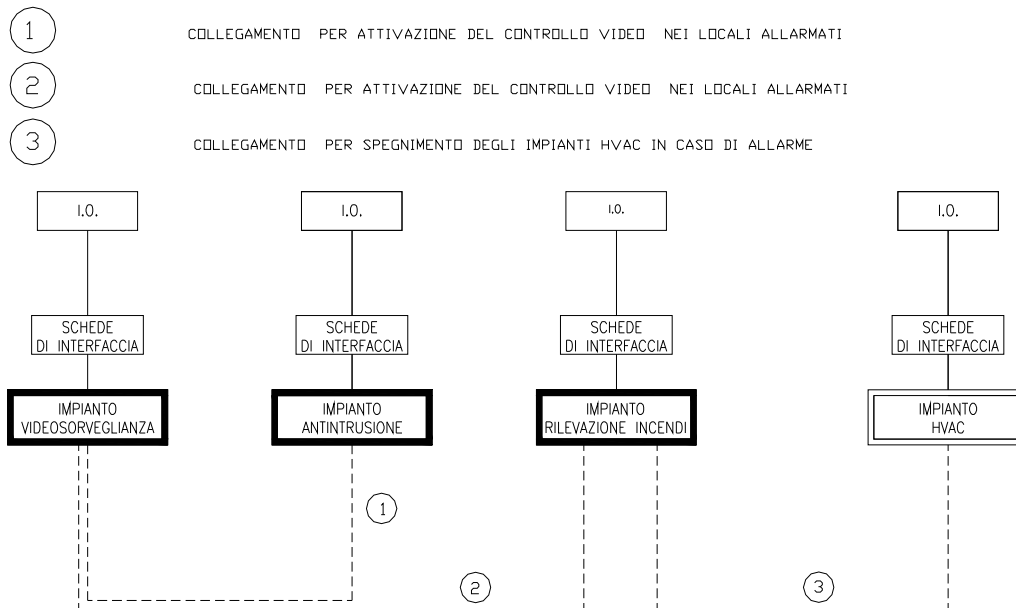 1 COLLEGAMENTO PER ATTIVAZIONE DEL CONTROLLO VIDEO NEI LOCALI ALLARMATI
2 COLLEGAMENTO PER ATTIVAZIONE DEL CONTROLLO VIDEO NEI LOCALI ALLARMATI
3 COLLEGAMENTO PER SPEGNIMENTO DEGLI IMPIANTI HVAC IN CASO DI ALLARME
I.O.
I.O.
I.O.
I.O.
SCHEDE
DI INTERFACCIA
SCHEDE
DI INTERFACCIA
SCHEDE
DI INTERFACCIA
SCHEDE
DI INTERFACCIA
IMPIANTO
VIDEOSORVEGLIANZA
IMPIANTO
ANTINTRUSIONE
IMPIANTO
RILEVAZIONE INCENDI
IMPIANTO
HVAC
1
2
3